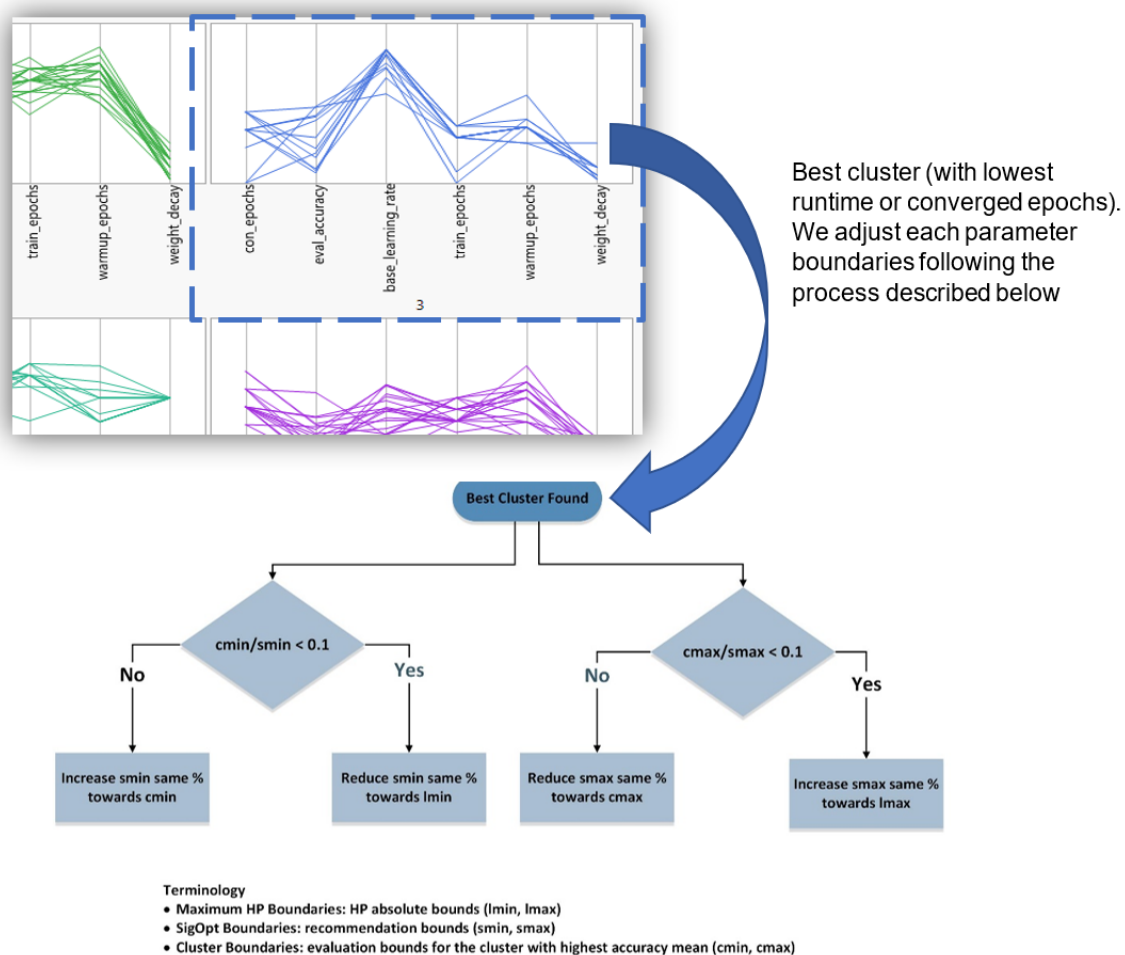 train_epochs
warmup_epochs
weight_decay
con_epochs
eval_accuracy
base_learning_rate
train_epochs
warmup_epochs
weight_decay
3
Best cluster (with lowest
runtime or converged epochs).
We adjust each parameter
boundaries following the
process described below
Best Cluster Found
cmin/smin < 0.1
cmax/smax < 0.1
No
Yes
No
Yes
Increase smin same %
towards cmin
Reduce smin same %
towards lmin
Reduce smax same %
towards cmax
Increase smax same %
towards lmax
Terminology
• Maximum HP Boundaries: HP absolute bounds (lmin, lmax)
• SigOpt Boundaries: recommendation bounds (smin, smax)
• Cluster Boundaries: evaluation bounds for the cluster with highest accuracy mean (cmin, cmax)